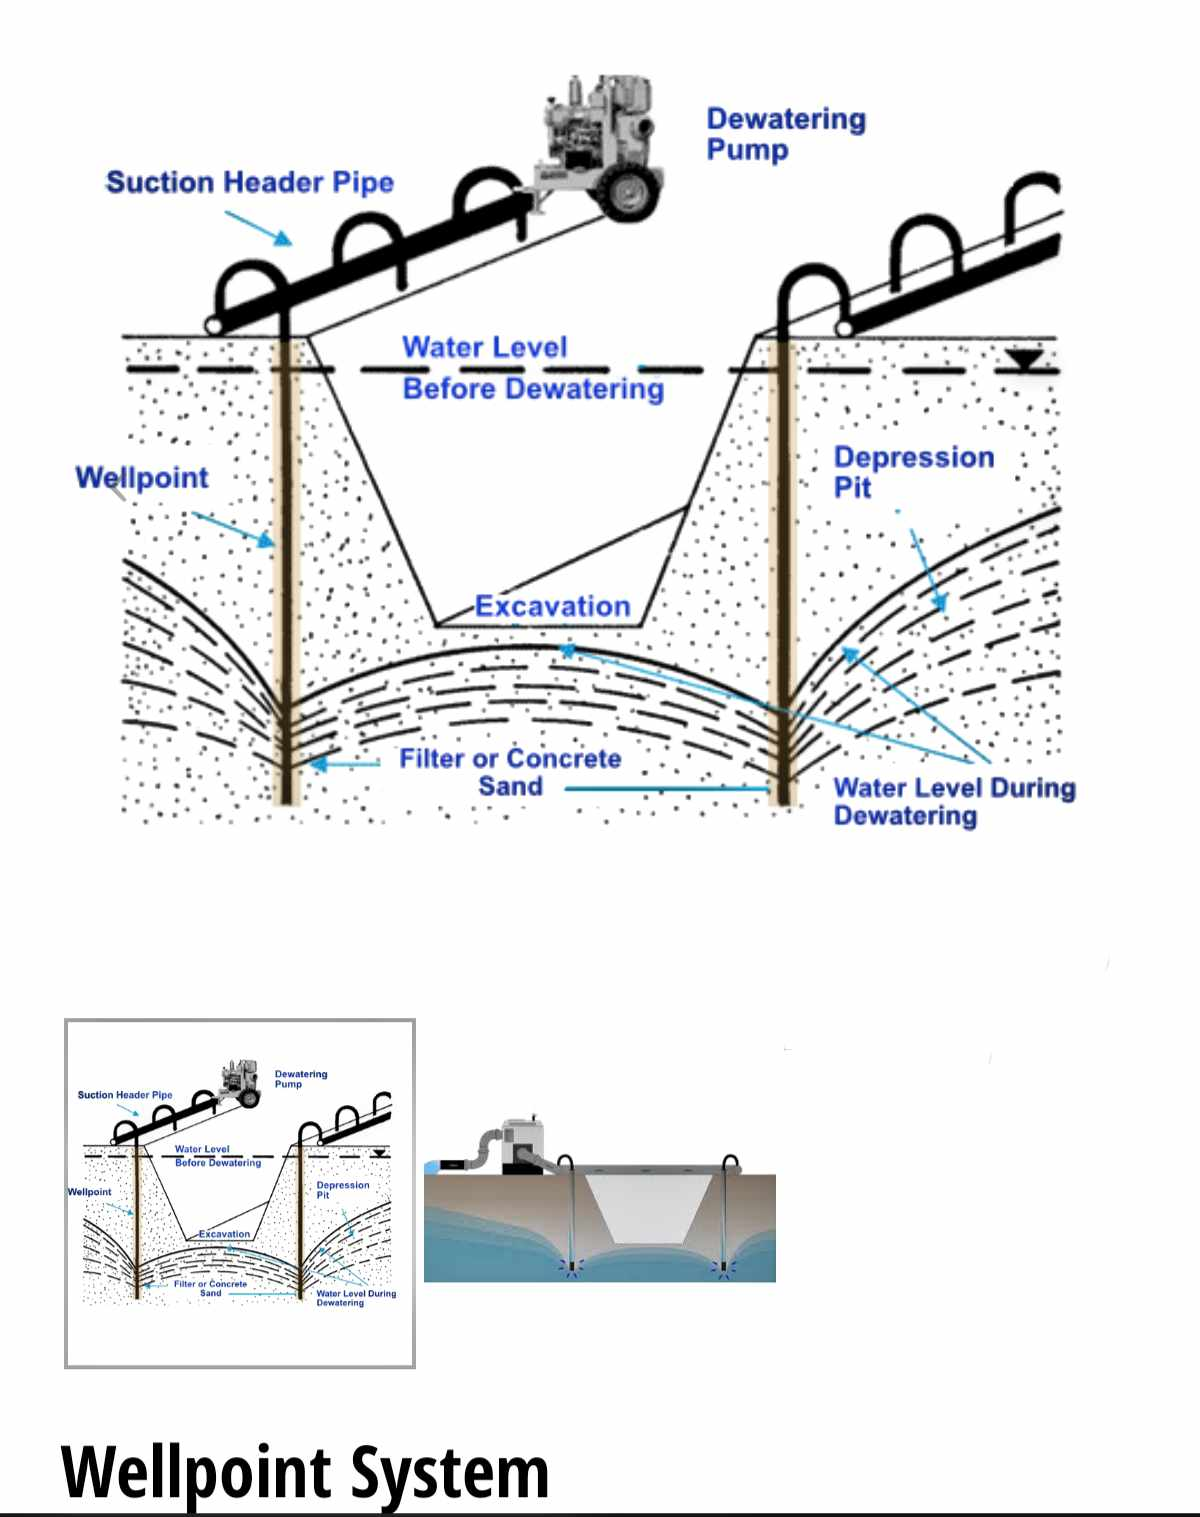 Dewatering
Pump
Suction Header Pipe
Water Level
Before Dewatering
Wellpoint
Depression
Pit
Excavation
Filter or Concrete
Sand
Water Level During
Dewatering
Dewatering
Pump
Suction Header Pipe
Water Level
Before Dewatering
Wellpoint
Depression
Pit
Excavation
Filter or Concrete
Sand
Water Level During
Dewatering
Wellpoint System